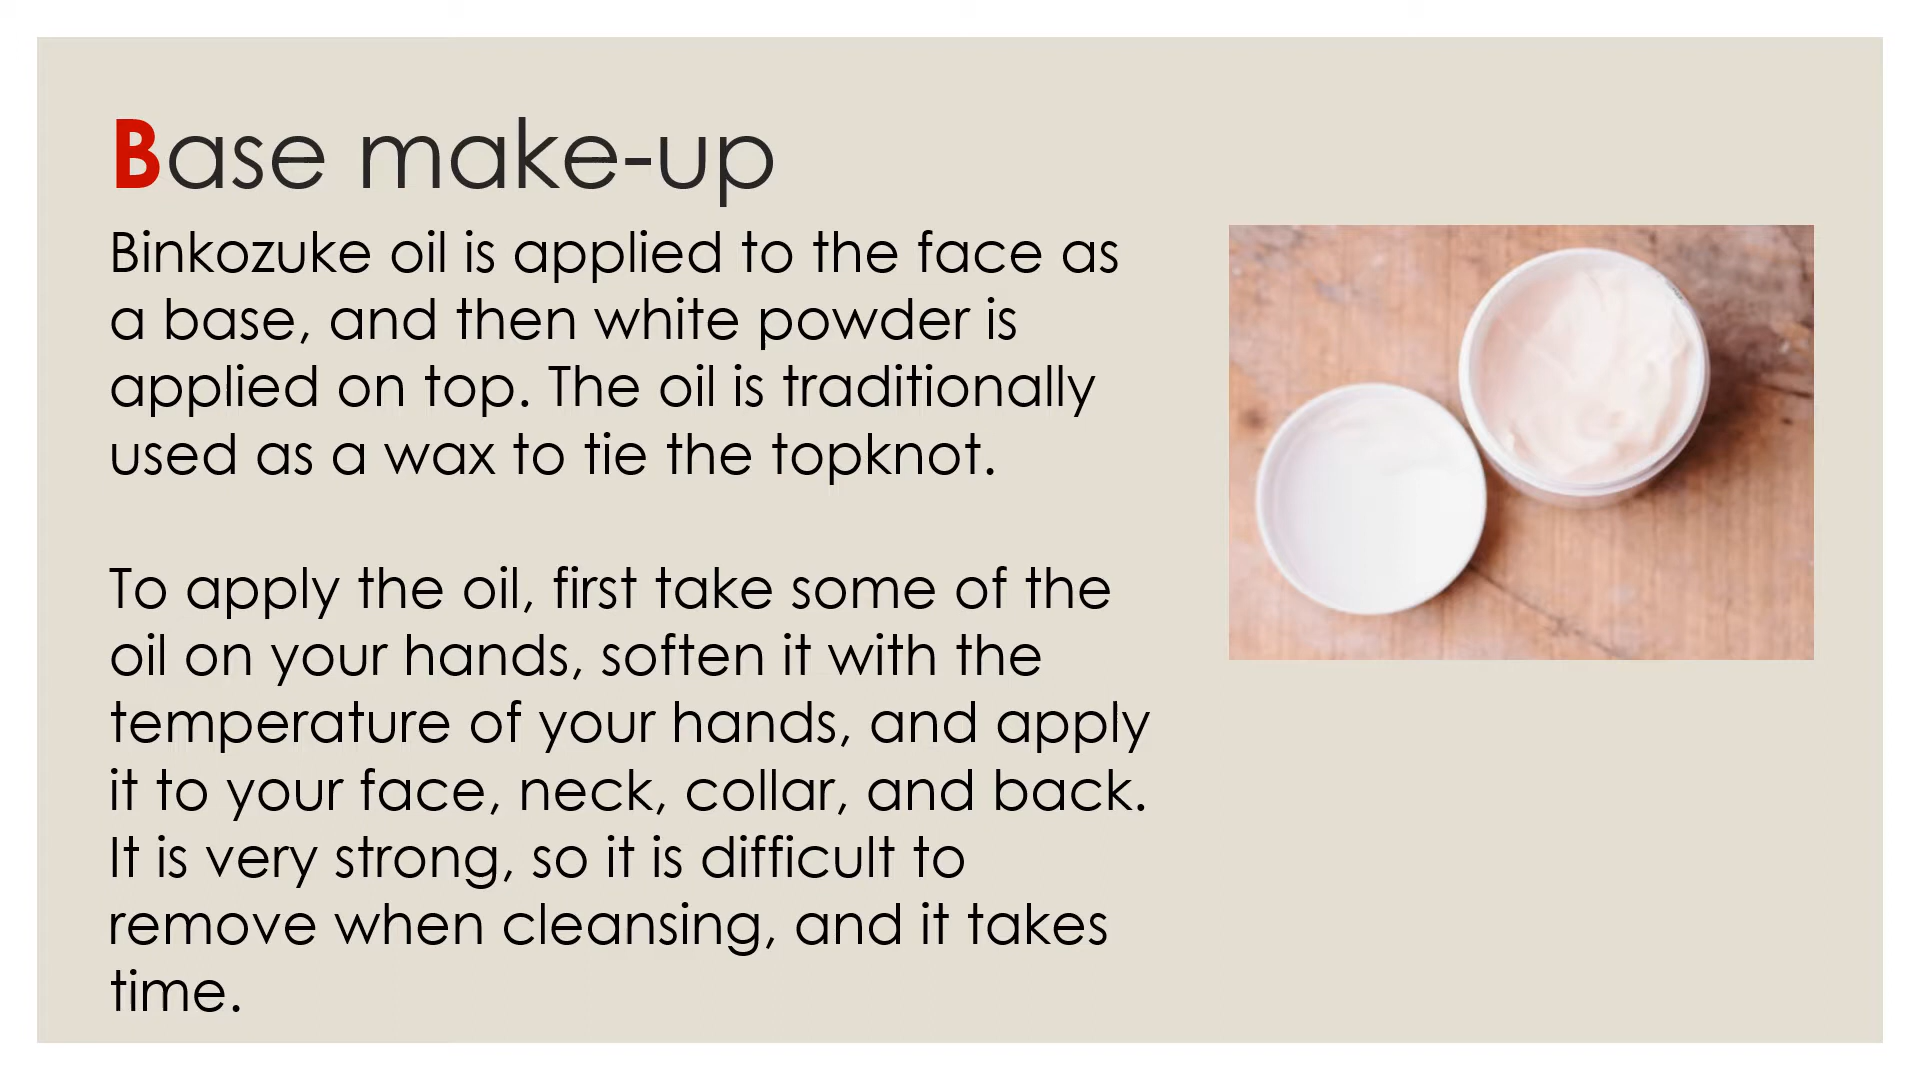 Base make-up
Binkozuke oil is applied to the face as
a base, and then white powder is
applied on top. The oil is traditionally
used as a wax to tie the topknot.
To apply the oil, first take some of the
oil on your hands, soften it with the
temperature of your hands, and apply
it to your face, neck, collar, and back.
It is very strong, so it is difficult to
remove when cleansing, and it takes
time.